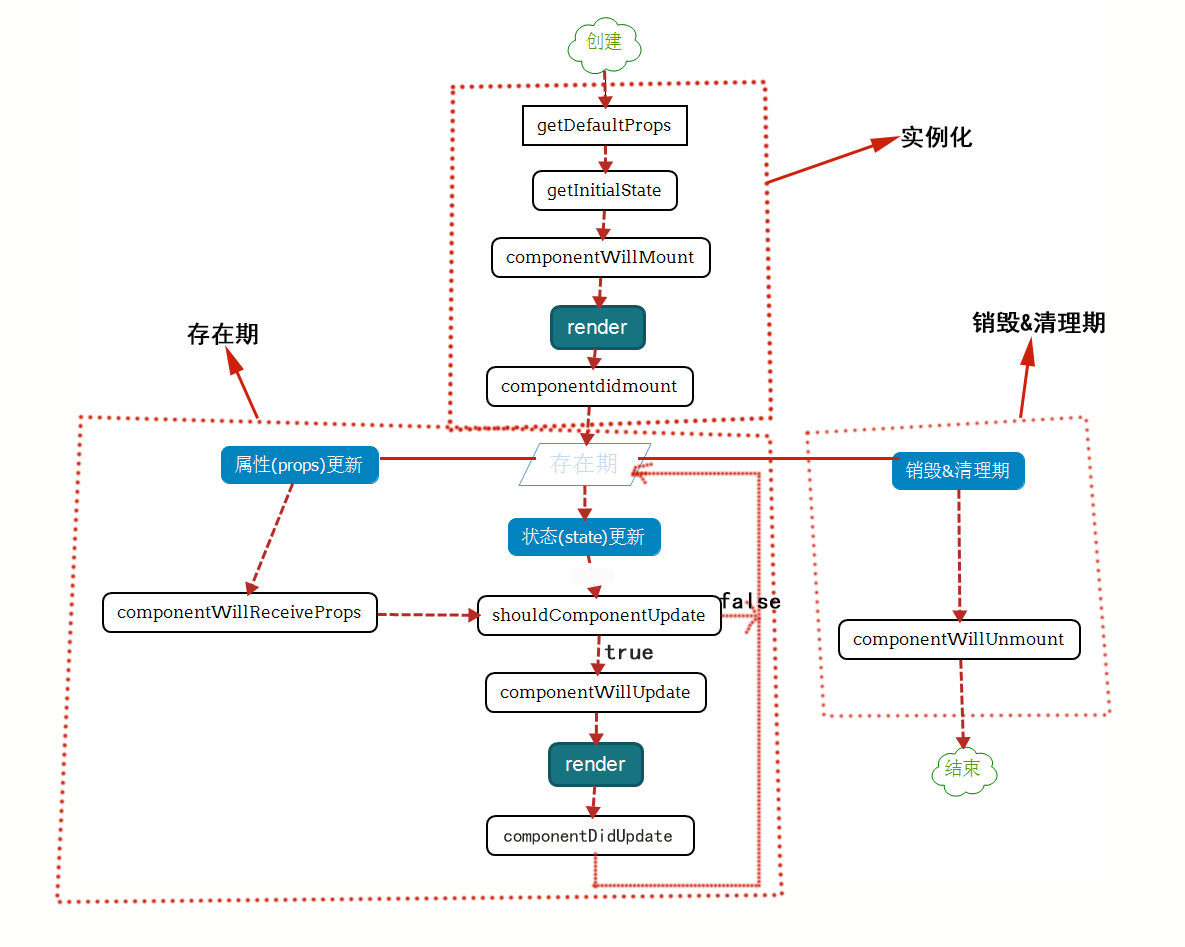 创建
getDefaultProps
实例化
getInitialState
componentWillMount
render
存在期
销毁&清理期
componentdidmount
属性(props)更新
存在期
销毁&清理期
状态(state)更新
componentWillReceiveProps
shouldComponentUpdate
false
true
componentWillUnmount
componentWillUpdate
render
结束
componentDidUpdate